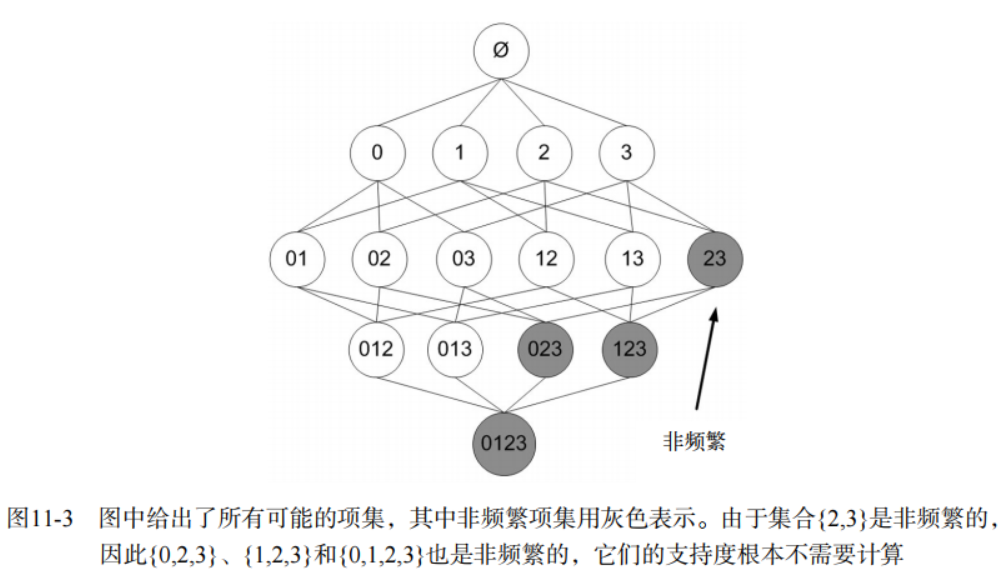 Ø
0 1 2 3
01 02 03 12 13 23
012 013 023 123
0123
非频繁
图11-3 图中给出了所有可能的项集，其中非频繁项集用灰色表示。由于集合{2,3}是非频繁的，
因此{0,2,3}、{1,2,3}和{0,1,2,3}也是非频繁的，它们的支持度根本不需要计算